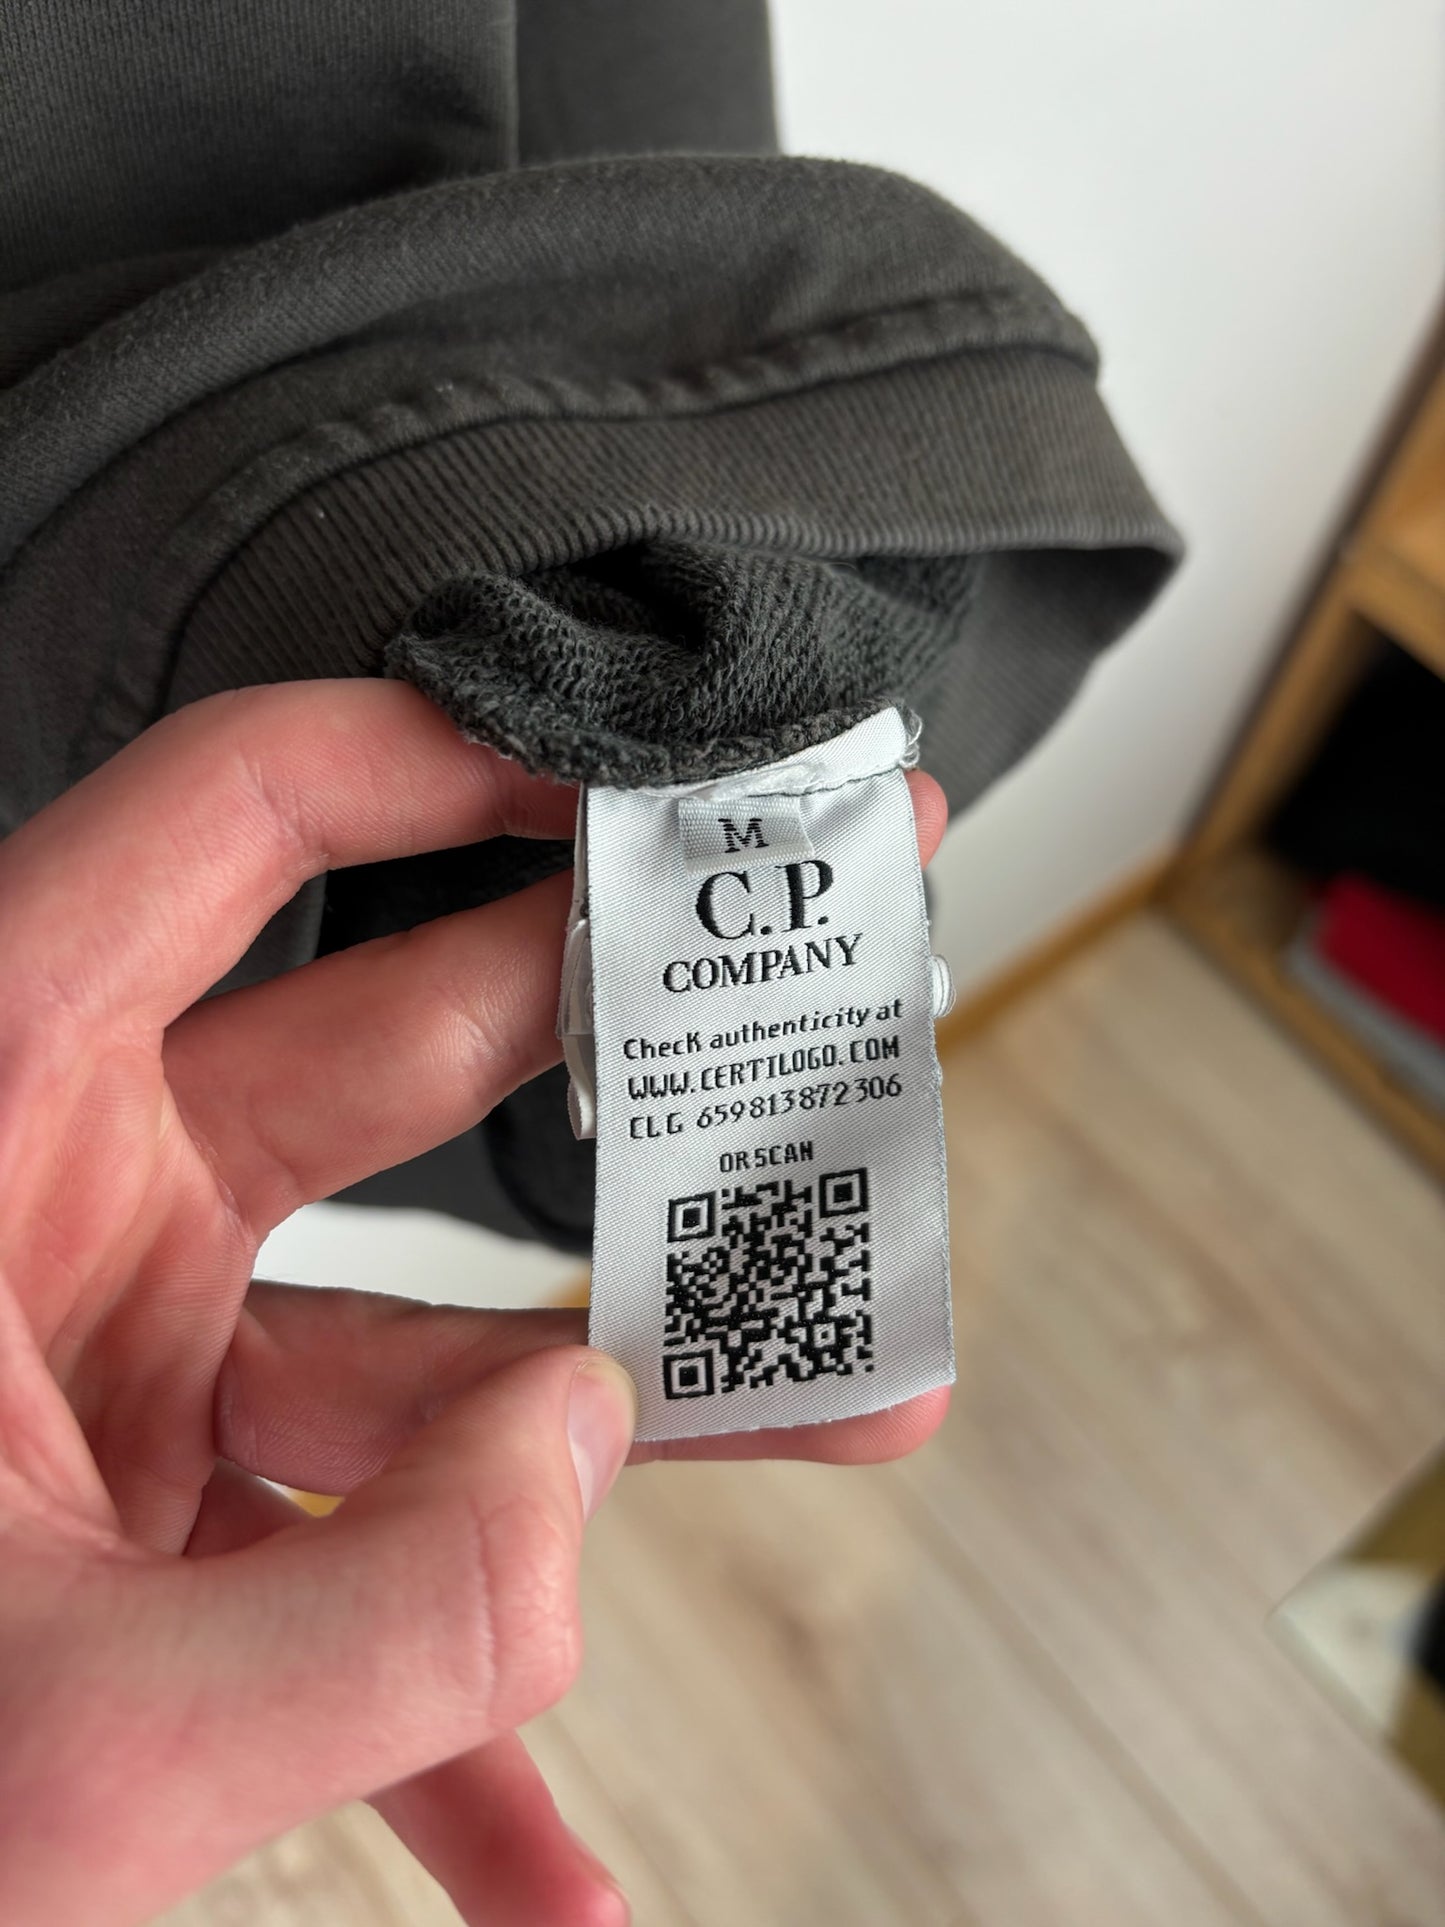 M
C.P.
COMPANY
Check authenticity at
WWW.CERTILOGO.COM
CLG 659813872306
OR SCAN